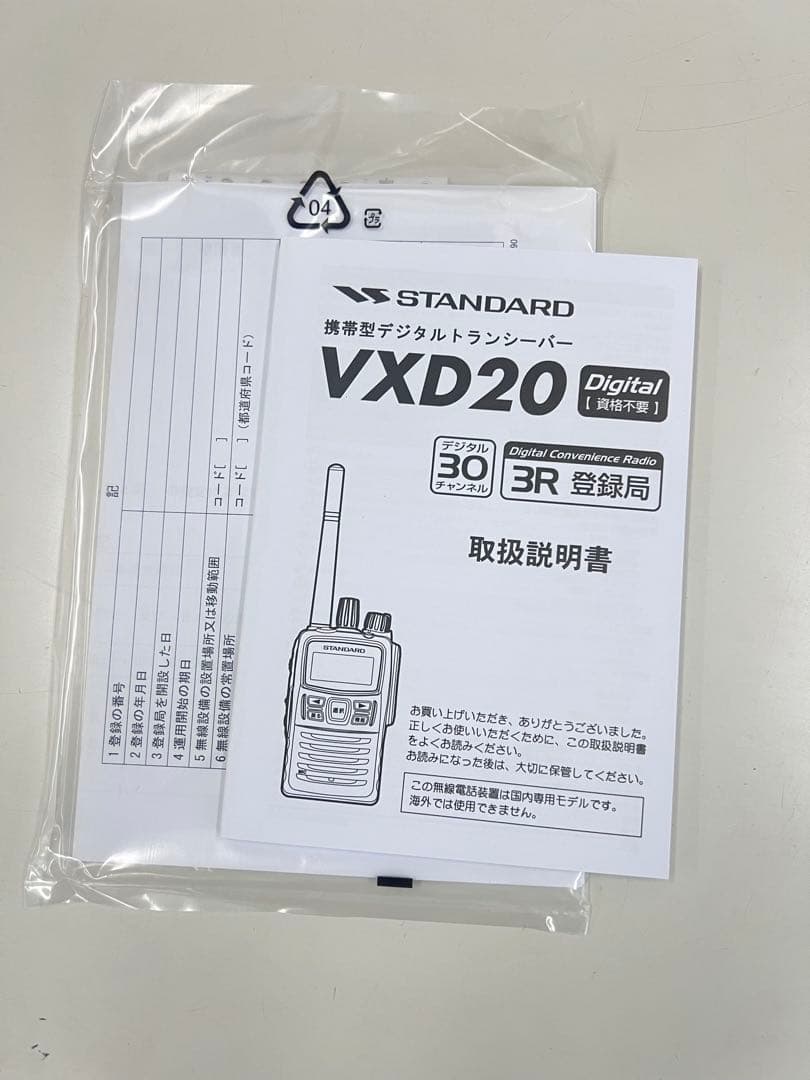 04
プラ
STANDARD
携帯型デジタルトランシーバー
VXD20
Digital
【 資格不要 】
デジタル
30
チャンネル
Digital Convenience Radio
3R 登録局
取扱説明書
STANDARD
選択
お買い上げいただき、ありがとうございました。
正しくお使いいただくために、この取扱説明書
をよくお読みください。
お読みになった後は、大切に保管してください。
この無線電話装置は国内専用モデルです。
海外では使用できません。
記
1 登録の番号
2 登録の年月日
3 登録局を開設した日
4 運用開始の期日
5 無線設備の設置場所又は移動範囲
コード[ ]
6 無線設備の常置場所
コード[ ] (都道府県コード)